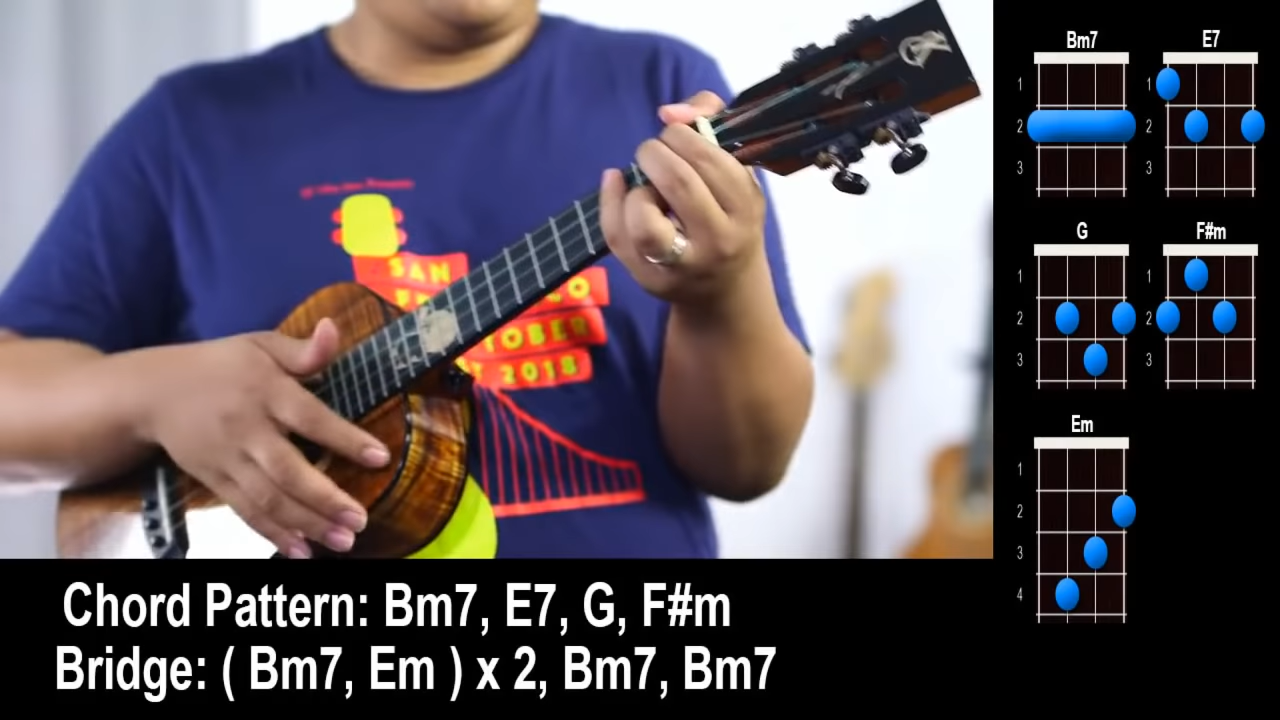 SAN
OCTOBER
2018
Bm7
E7
1
2
3
1
2
3
G
F#m
1
2
3
1
2
3
Em
1
2
3
4
Chord Pattern: Bm7, E7, G, F#m
Bridge: ( Bm7, Em ) x 2, Bm7, Bm7